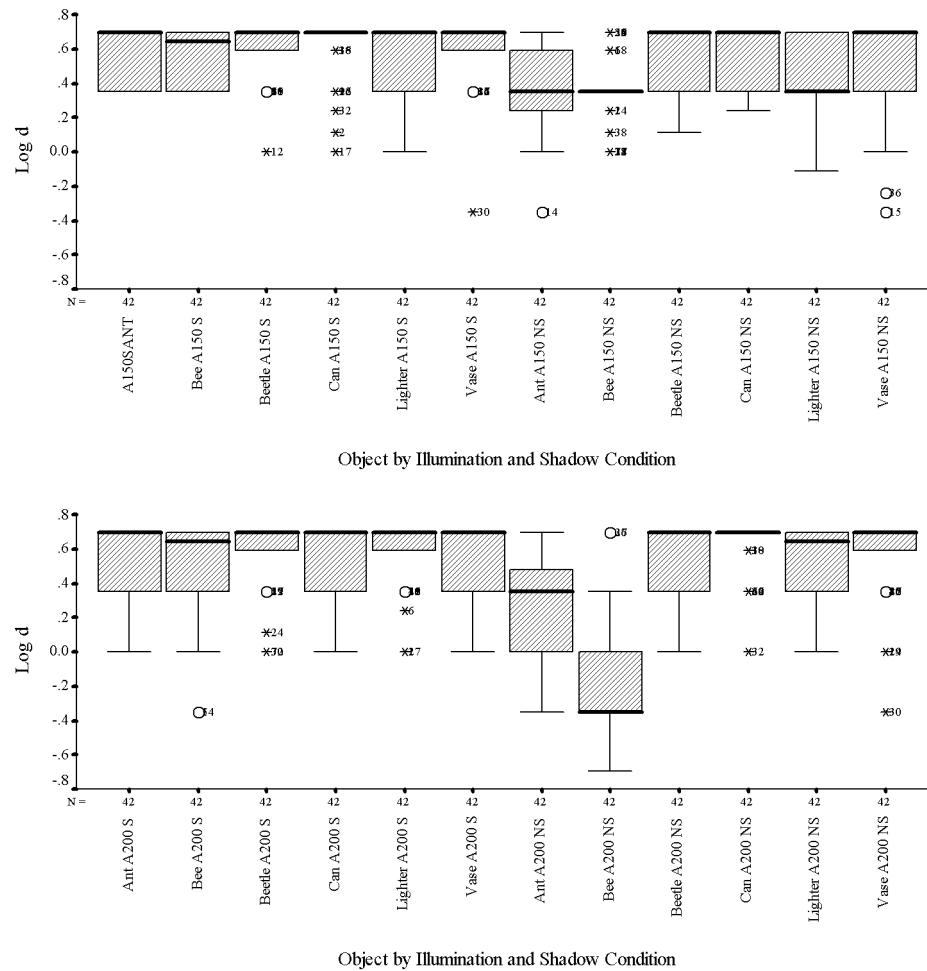 .8
.6
.4
.2
0.0
-.2
-.4
-.6
-.8
Log d
12
32
2
17
30
14
38
36
15
N = 42 42 42 42 42 42 42 42 42 42 42 42
A150SANT
Bee A150 S
Beetle A150 S
Can A150 S
Lighter A150 S
Vase A150 S
Ant A150 NS
Bee A150 NS
Beetle A150 NS
Can A150 NS
Lighter A150 NS
Vase A150 NS
Object by Illumination and Shadow Condition
.8
.6
.4
.2
0.0
-.2
-.4
-.6
-.8
Log d
24
6
32
30
N = 42 42 42 42 42 42 42 42 42 42 42 42
Ant A200 S
Bee A200 S
Beetle A200 S
Can A200 S
Lighter A200 S
Vase A200 S
Ant A200 NS
Bee A200 NS
Beetle A200 NS
Can A200 NS
Lighter A200 NS
Vase A200 NS
Object by Illumination and Shadow Condition